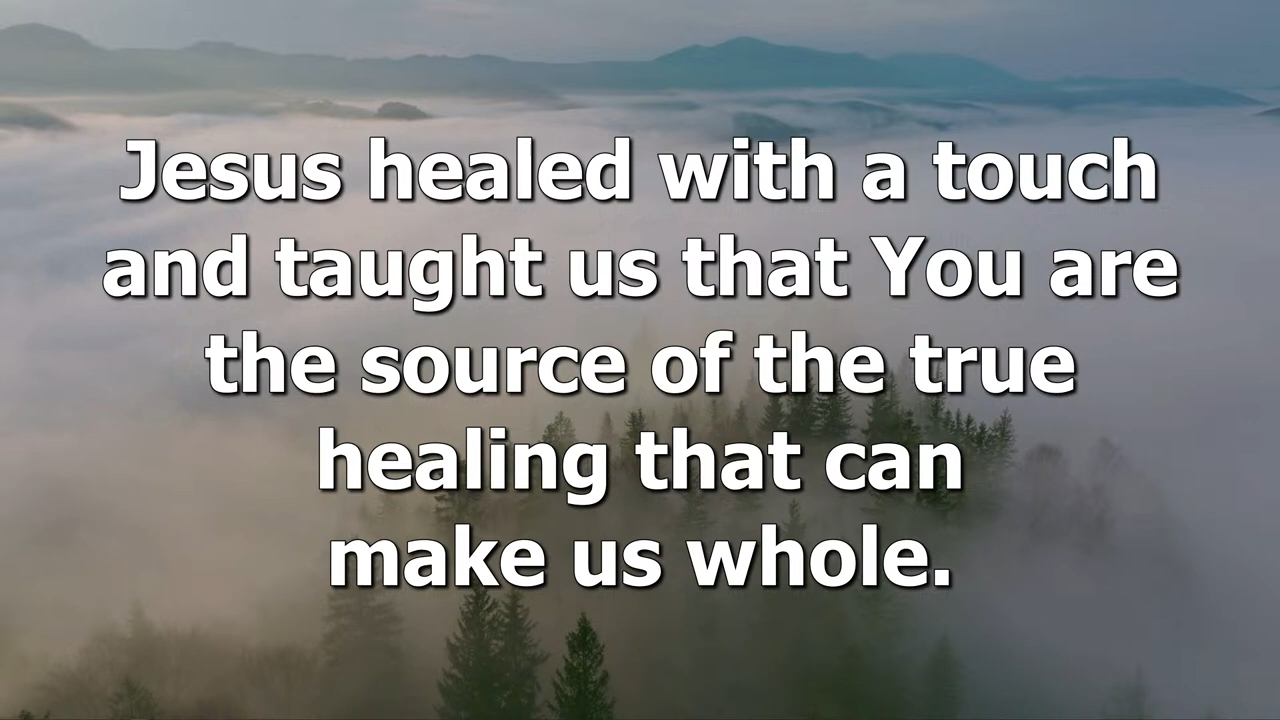 Jesus healed with a touch
and taught us that You are
the source of the true
healing that can
make us whole.